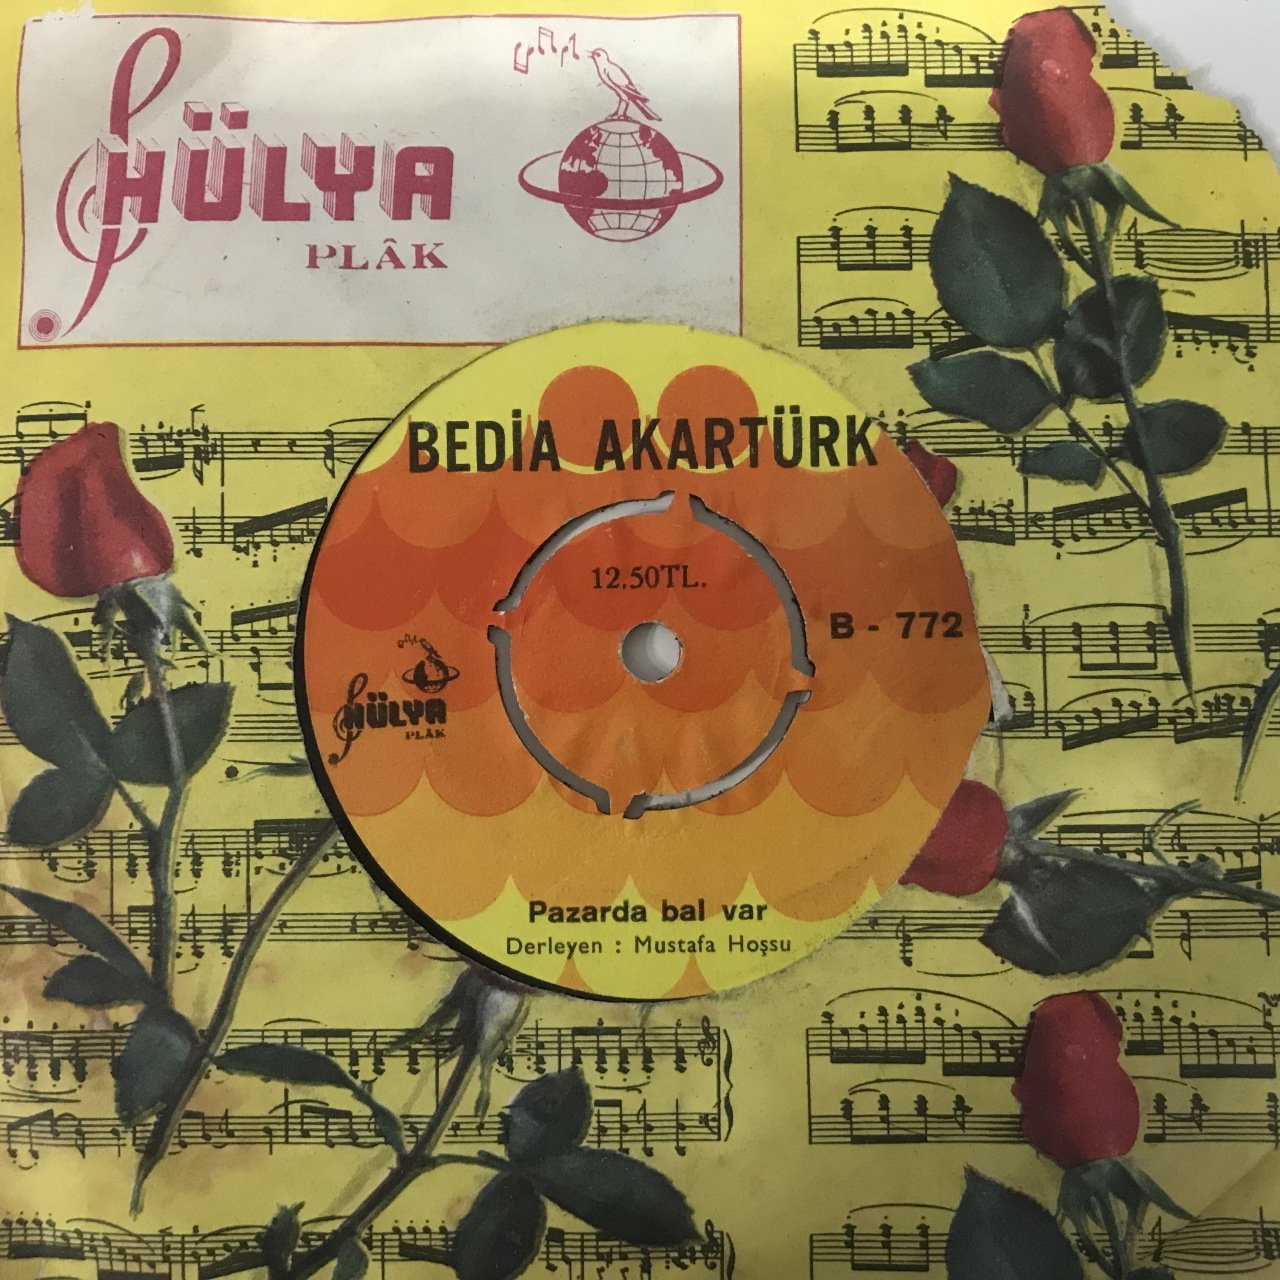 HÜLYA
PLÂK
BEDİA AKARTÜRK
12.50TL.
B - 772
HÜLYA
PLÂK
Pazarda bal var
Derleyen : Mustafa Hoşsu